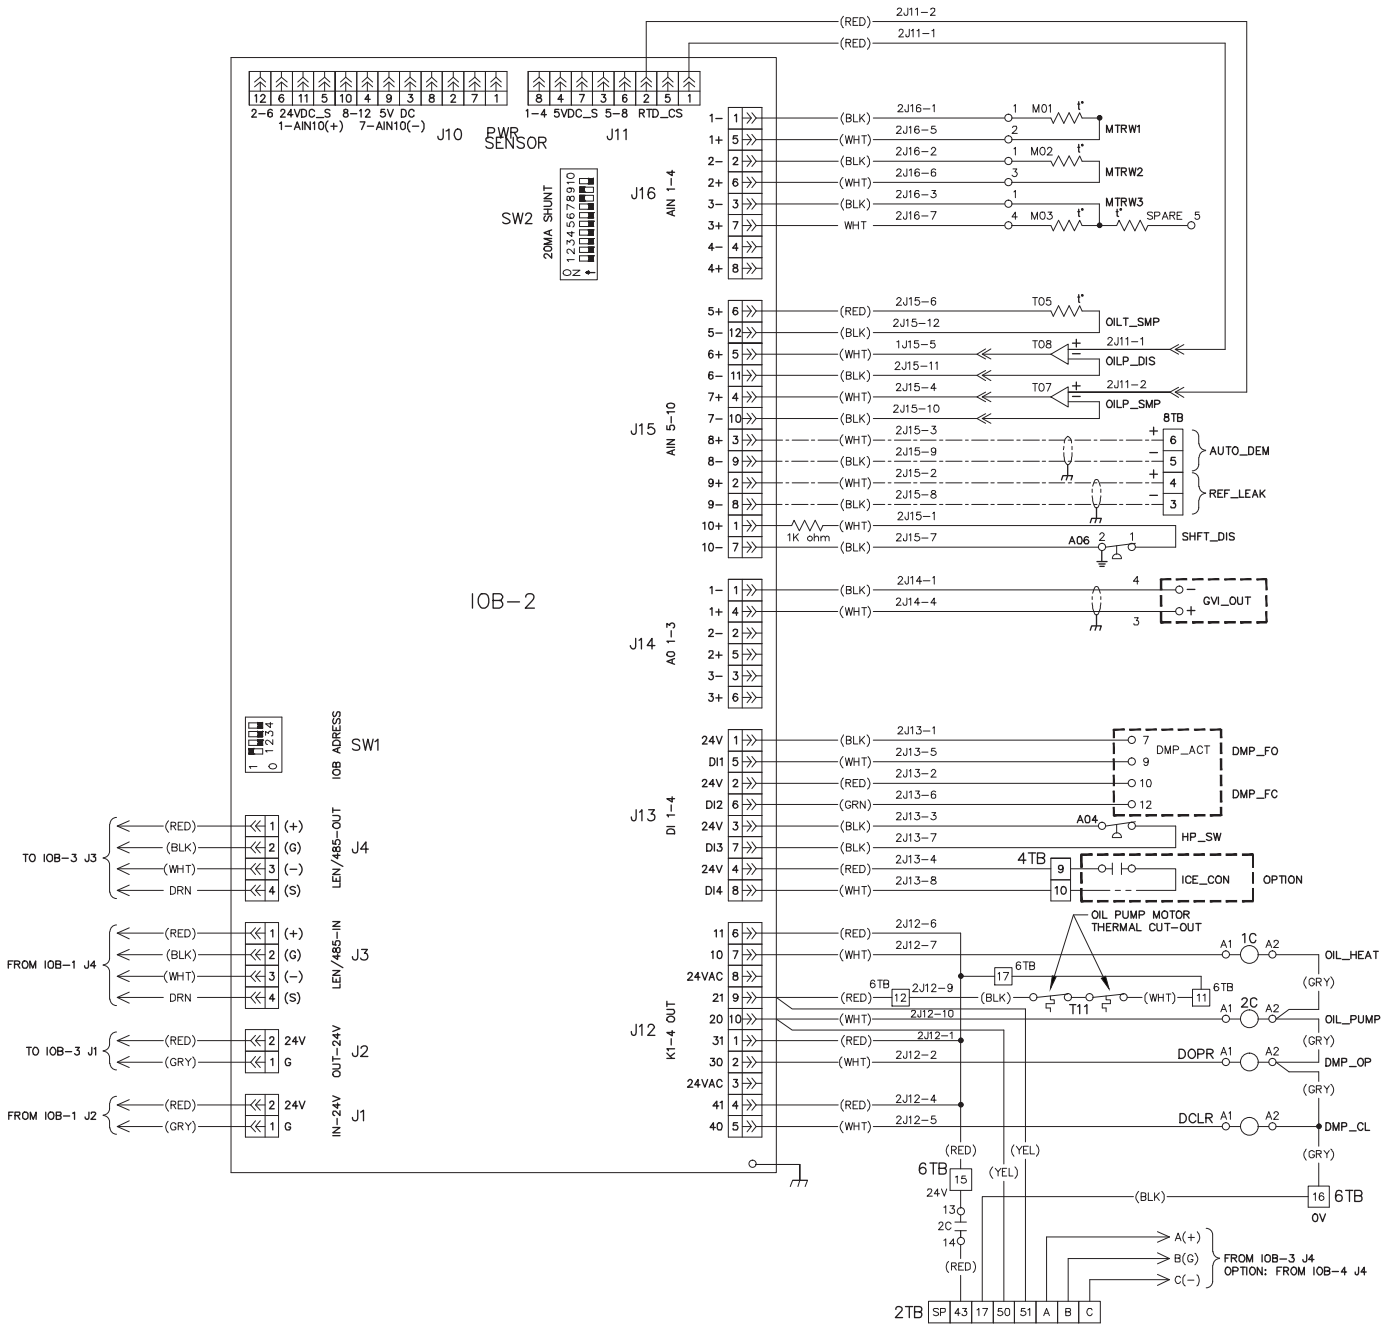 (RED) 2J11-2
(RED) 2J11-1
12 6 11 5 10 4 9 3 8 2 7 1
2-6 24VDC_S 8-12 5V DC
1-AIN10(+) 7-AIN10(-)
J10 PWR SENSOR
8 4 7 3 6 2 5 1
1-4 5VDC_S 5-8 RTD_CS
J11
SW2
20MA SHUNT
1 2 3 4 5 6 7 8 9 10
ON
J16
AIN 1-4
1- 1 (BLK) 2J16-1 1 M01 t°
1+ 5 (WHT) 2J16-5 2 MTRW1
2- 2 (BLK) 2J16-2 1 M02 t°
2+ 6 (WHT) 2J16-6 3 MTRW2
3- 3 (BLK) 2J16-3 1 MTRW3
3+ 7 WHT 2J16-7 4 M03 t° t° SPARE 5
4- 4
4+ 8
J15
AIN 5-10
5+ 6 (RED) 2J15-6 T05 t°
5- 12 (BLK) 2J15-12 OILT_SMP
6+ 5 (WHT) 1J15-5 T08 + - 2J11-1
6- 11 (BLK) 2J15-11 OILP_DIS
7+ 4 (WHT) 2J15-4 T07 + - 2J11-2
7- 10 (BLK) 2J15-10 OILP_SMP
8TB
8+ 3 (WHT) 2J15-3 + 6
8- 9 (BLK) 2J15-9 - 5
AUTO_DEM
9+ 2 (WHT) 2J15-2 + 4
9- 8 (BLK) 2J15-8 - 3
REF_LEAK
10+ 1 1K ohm (WHT) 2J15-1
10- 7 (BLK) 2J15-7 A06 2 1 SHFT_DIS
IOB-2
J14
AO 1-3
1- 1 (BLK) 2J14-1 4 -
1+ 4 (WHT) 2J14-4 3 +
GVI_OUT
2- 2
2+ 5
3- 3
3+ 6
SW1
IOB ADRESS
1 2 3 4
1 0
J13
DI 1-4
24V 1 (BLK) 2J13-1 7
DI1 5 (WHT) 2J13-5 9
DMP_ACT DMP_FO
24V 2 (RED) 2J13-2 10
DI2 6 (GRN) 2J13-6 12
DMP_FC
24V 3 (BLK) 2J13-3 A04
DI3 7 (BLK) 2J13-7 HP_SW
24V 4 (RED) 2J13-4 4TB 9
DI4 8 (WHT) 2J13-8 10
ICE_CON OPTION
TO IOB-3 J3
(RED) 1 (+)
(BLK) 2 (G)
(WHT) 3 (-)
DRN 4 (S)
LEN/485-OUT
J4
FROM IOB-1 J4
(RED) 1 (+)
(BLK) 2 (G)
(WHT) 3 (-)
DRN 4 (S)
LEN/485-IN
J3
TO IOB-3 J1
(RED) 2 24V
(GRY) 1 G
OUT-24V
J2
FROM IOB-1 J2
(RED) 2 24V
(GRY) 1 G
IN-24V
J1
OIL PUMP MOTOR
THERMAL CUT-OUT
J12
K1-4 OUT
11 6 (RED) 2J12-6
10 7 (WHT) 2J12-7 A1 1C A2 OIL_HEAT
24VAC 8 17 6TB
(GRY)
21 9 (RED) 6TB 12 2J12-9 (BLK) T11 (WHT) 11 6TB
20 10 (WHT) 2J12-10 A1 2C A2 OIL_PUMP
31 1 (RED) 2J12-1 (GRY)
30 2 (WHT) 2J12-2 DOPR A1 A2 DMP_OP
24VAC 3 (GRY)
41 4 (RED) 2J12-4
40 5 (WHT) 2J12-5 DCLR A1 A2 DMP_CL
(RED) (YEL) (YEL) (GRY)
6TB 15
24V
(BLK) 16 6TB
0V
13
2C
14
(RED)
A(+)
B(G)
C(-)
FROM IOB-3 J4
OPTION: FROM IOB-4 J4
2TB SP 43 17 50 51 A B C